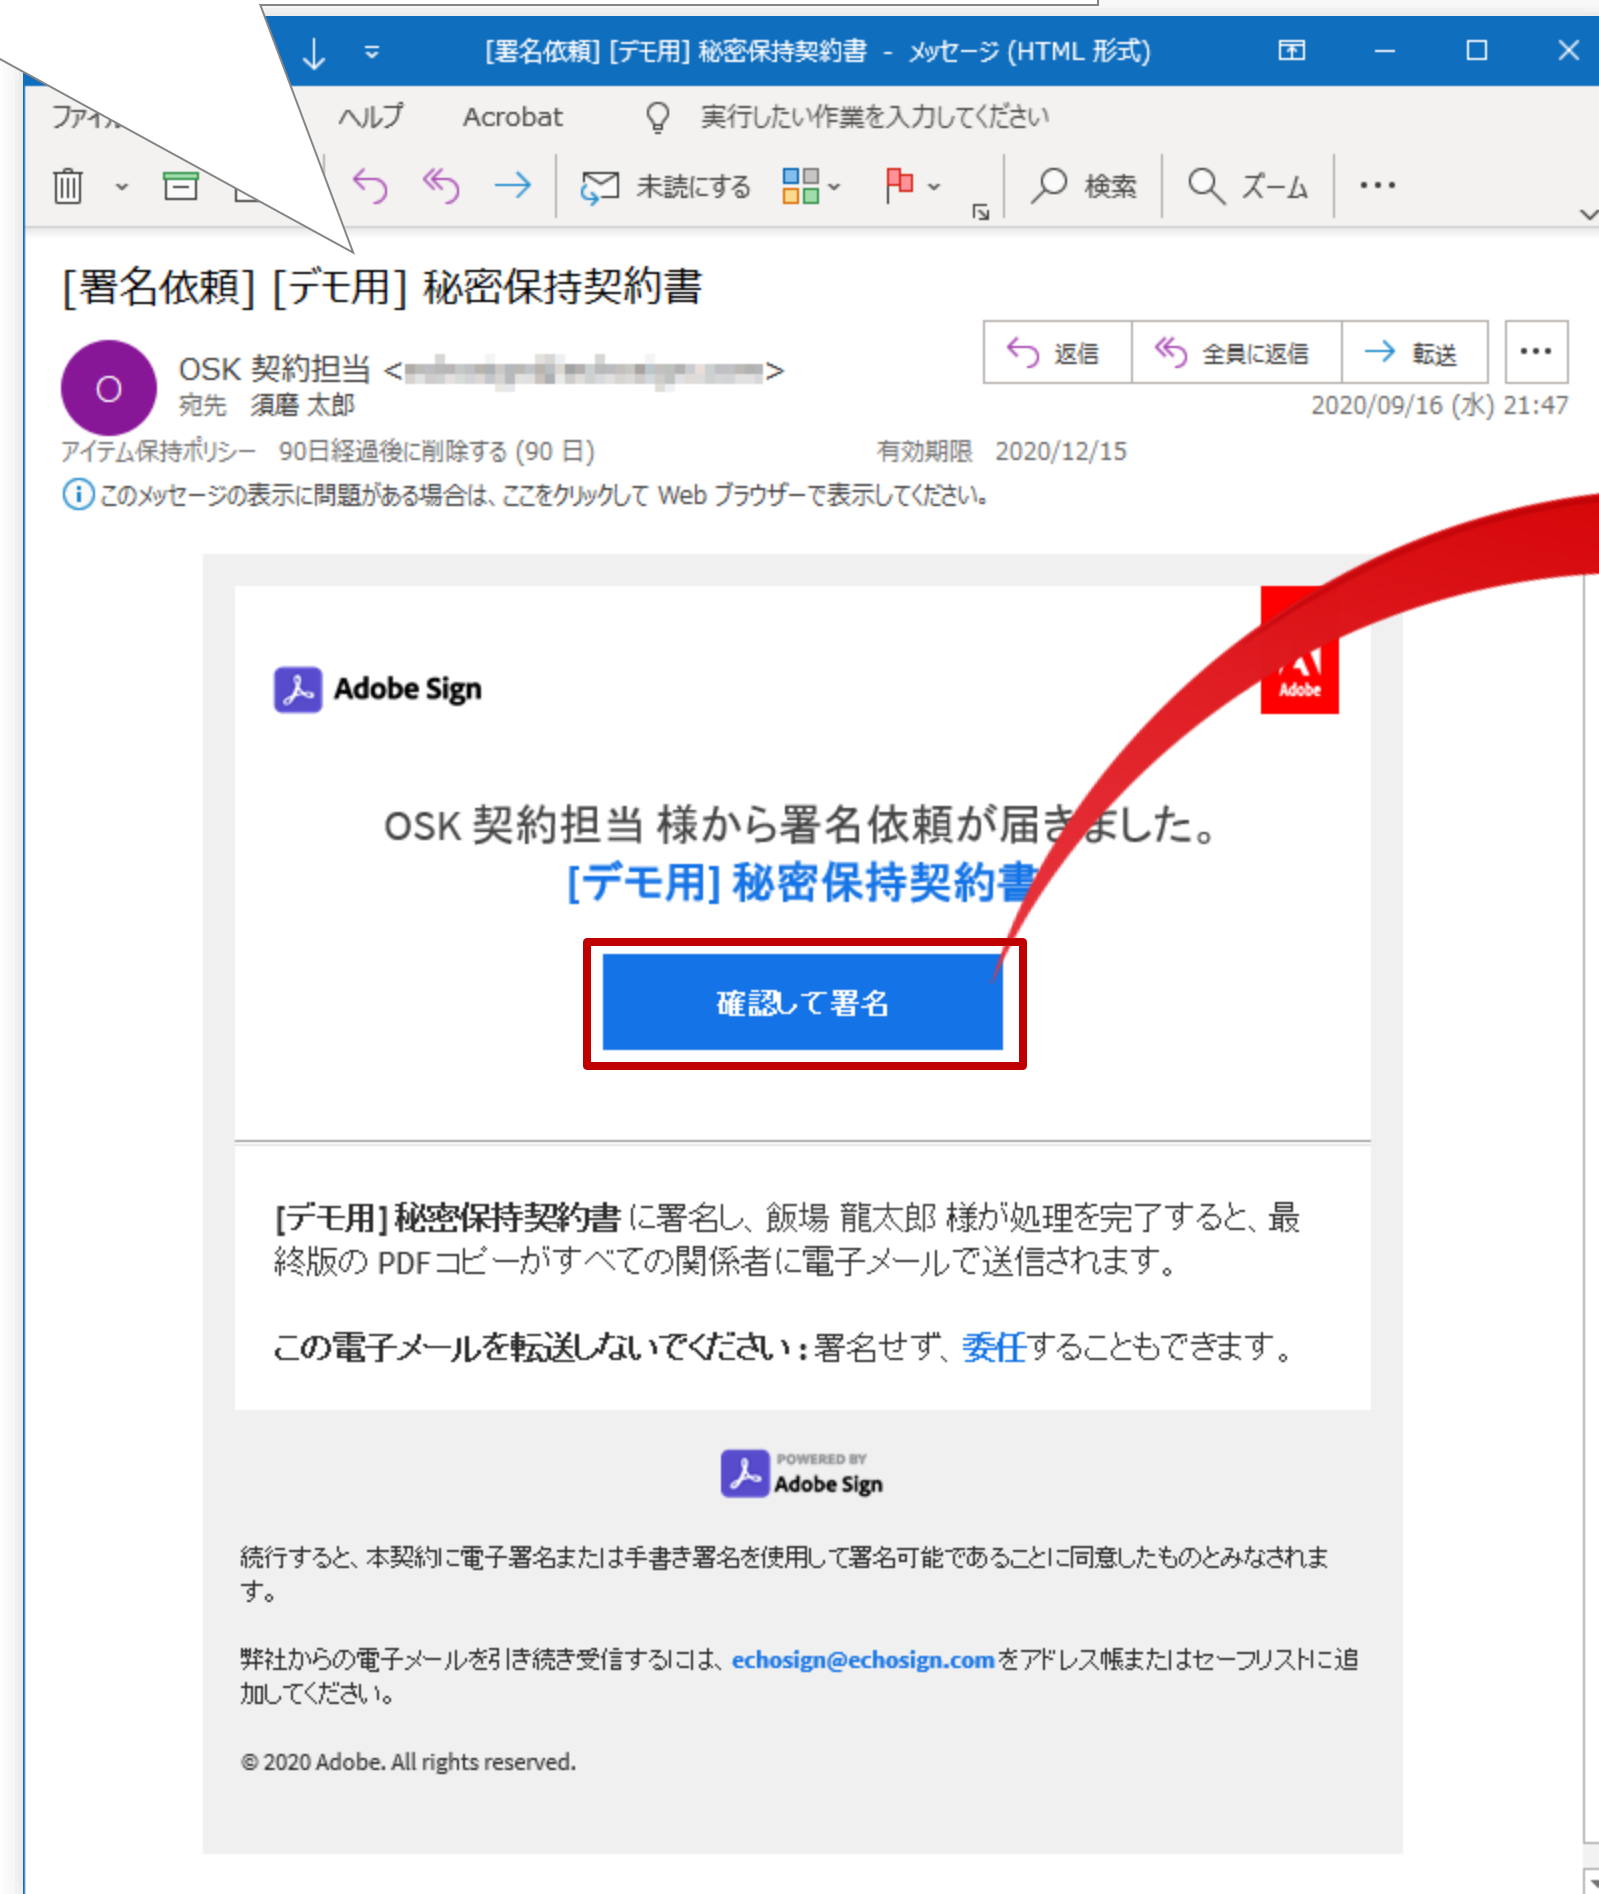 [署名依頼] [デモ用] 秘密保持契約書 - メッセージ (HTML 形式)
ヘルプ Acrobat 実行したい作業を入力してください
未読にする 検索 ズーム
[署名依頼] [デモ用] 秘密保持契約書
O
OSK 契約担当 < >
返信 全員に返信 転送
宛先 須磨 太郎
2020/09/16 (水) 21:47
アイテム保持ポリシー 90日経過後に削除する (90 日) 有効期限 2020/12/15
このメッセージの表示に問題がある場合は、ここをクリックして Web ブラウザーで表示してください。
Adobe Sign
Adobe
OSK 契約担当 様から署名依頼が届きました。
[デモ用] 秘密保持契約書
確認して署名
[デモ用] 秘密保持契約書 に署名し、飯場 龍太郎 様が処理を完了すると、最
終版の PDFコピーがすべての関係者に電子メールで送信されます。
この電子メールを転送しないでください : 署名せず、委任することもできます。
POWERED BY
Adobe Sign
続行すると、本契約に電子署名または手書き署名を使用して署名可能であることに同意したものとみなされま
す。
弊社からの電子メールを引き続き受信するには、echosign@echosign.comをアドレス帳またはセーフリストに追
加してください。
© 2020 Adobe. All rights reserved.